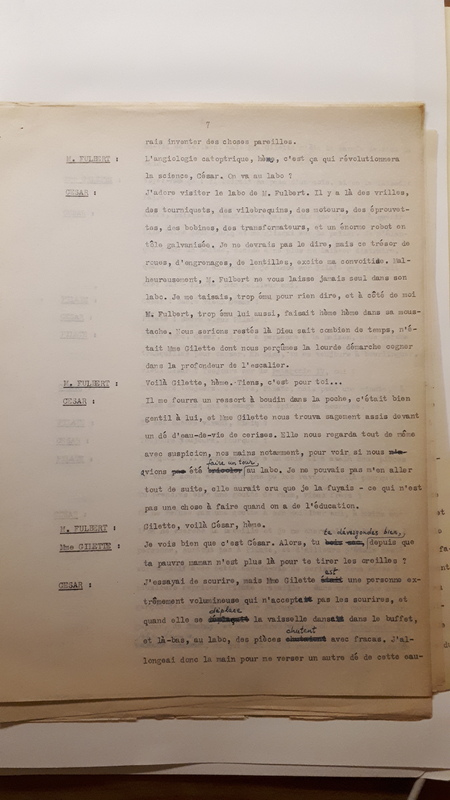 7
rais inventer des choses pareilles.
M. FULBERT : L'angiologie catoptrique, hème, c'est ça qui révolutionnera
la science, César. On va au labo ?
CESAR : J'adore visiter le labo de M. Fulbert. Il y a là des vrilles,
des tourniquets, des vilebrequins, des moteurs, des éprouvet-
tes, des bobines, des transformateurs, et un énorme robot en
tôle galvanisée. Je ne devrais pas le dire, mais ce trésor de
roues, d'engrenages, de lentilles, excite ma convoitise. Mal-
heureusement, M. Fulbert ne vous laisse jamais seul dans son
labo. Je me taisais, trop ému pour rien dire, et à côté de moi
M. Fulbert, trop ému lui aussi, faisait hème hème dans sa mous-
tache. Nous serions restés là Dieu sait combien de temps, n'é-
tait Mme Gilette dont nous perçûmes la lourde démarche cogner
dans la profondeur de l'escalier.
M. FULBERT : Voilà Gilette, hème. Tiens, c'est pour toi...
CESAR : Il me fourra un ressort à boudin dans la poche, c'était bien
gentil à lui, et Mme Gilette nous trouva sagement assis devant
un dé d'eau-de-vie de cerises. Elle nous regarda tout de même
avec suspicion, nos mains notamment, pour voir si nous
faire un tour,
avions été au labo. Je ne pouvais pas m'en aller
tout de suite, elle aurait cru que je la fuyais - ce qui n'est
pas une chose à faire quand on a de l'éducation.
M. FULBERT : Gilette, voilà César, hème.
te dévergondes bien,
Mme GILETTE : Je vois bien que c'est César. Alors, tu depuis que
ta pauvre maman n'est plus là pour te tirer les oreilles ?
est
CESAR : J'essayai de sourire, mais Mme Gilette était une personne ex-
trêmement volumineuse qui n'accepte pas les sourires, et
déplace
quand elle se la vaisselle danse dans le buffet,
chutent
et là-bas, au labo, des pièces avec fracas. J'al-
longeai donc la main pour me verser un autre dé de cette eau-